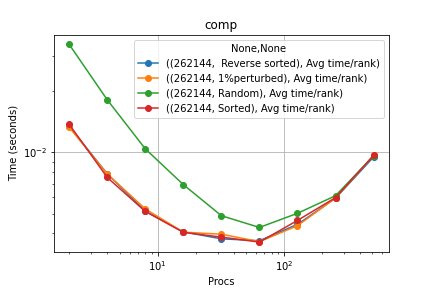 comp
None,None
((262144,  Reverse sorted), Avg time/rank)
((262144, 1%perturbed), Avg time/rank)
((262144, Random), Avg time/rank)
((262144, Sorted), Avg time/rank)
Time (seconds)
10⁻²
10¹ 10²
Procs